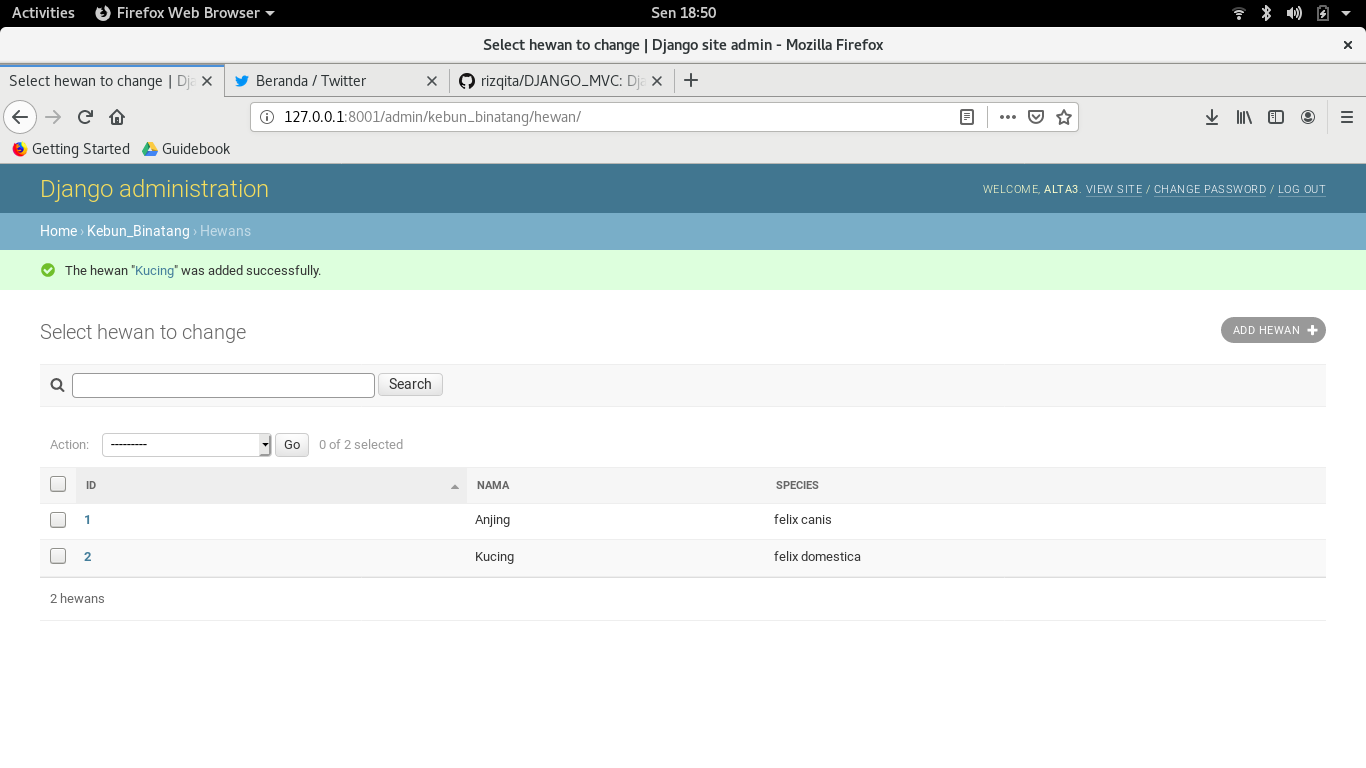 Activities Firefox Web Browser Sen 18:50
Select hewan to change | Django site admin - Mozilla Firefox
Select hewan to change | Dja Beranda / Twitter rizqita/DJANGO_MVC: Dja
127.0.0.1:8001/admin/kebun_binatang/hewan/
Getting Started Guidebook
Django administration WELCOME, ALTA3. VIEW SITE / CHANGE PASSWORD / LOG OUT
Home › Kebun_Binatang › Hewans
The hewan "Kucing" was added successfully.
Select hewan to change ADD HEWAN
Search
Action: --------- Go 0 of 2 selected
ID NAMA SPECIES
1 Anjing felix canis
2 Kucing felix domestica
2 hewans